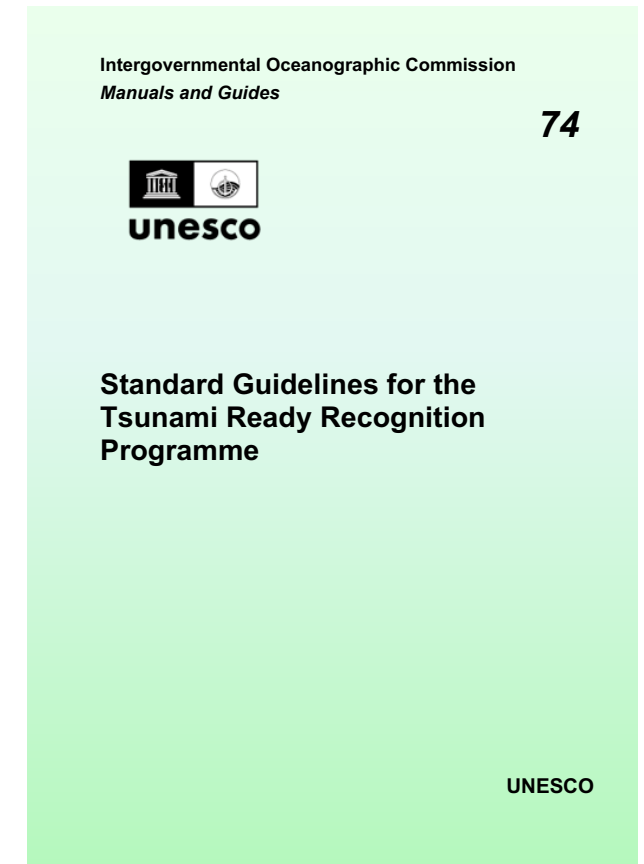 Intergovernmental Oceanographic Commission
Manuals and Guides
74
unesco
Standard Guidelines for the
Tsunami Ready Recognition
Programme
UNESCO